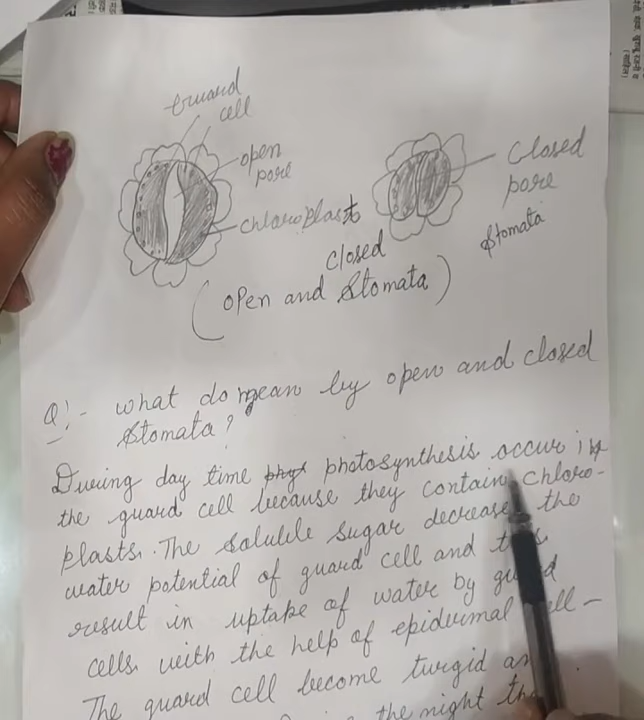 Guard
cell
open
pore
chloroplast
Closed
pore
Stomata
closed
(open and Stomata)
Q:- what do mean by open and closed
Stomata?
During day time photosynthesis occur in
the guard cell because they contain chloro-
plasts. The soluble sugar decrease the
water potential of guard cell and this
result in uptake of water by guard
cells with the help of epidermal cell-
The guard cell become turgid
the night